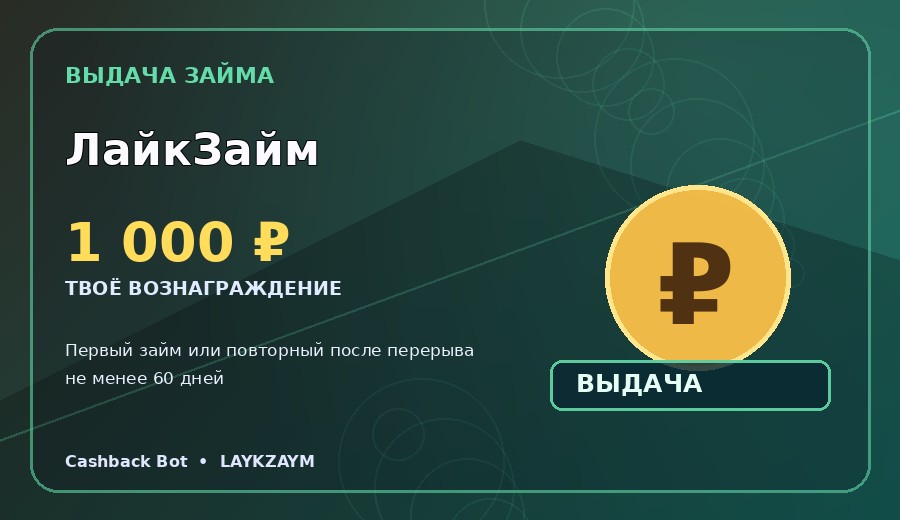 ВЫДАЧА ЗАЙМА
ЛайкЗайм
1 000 ₽
ТВОЁ ВОЗНАГРАЖДЕНИЕ
Первый займ или повторный после перерыва
не менее 60 дней
₽
ВЫДАЧА
Cashback Bot • LAYKZAYM